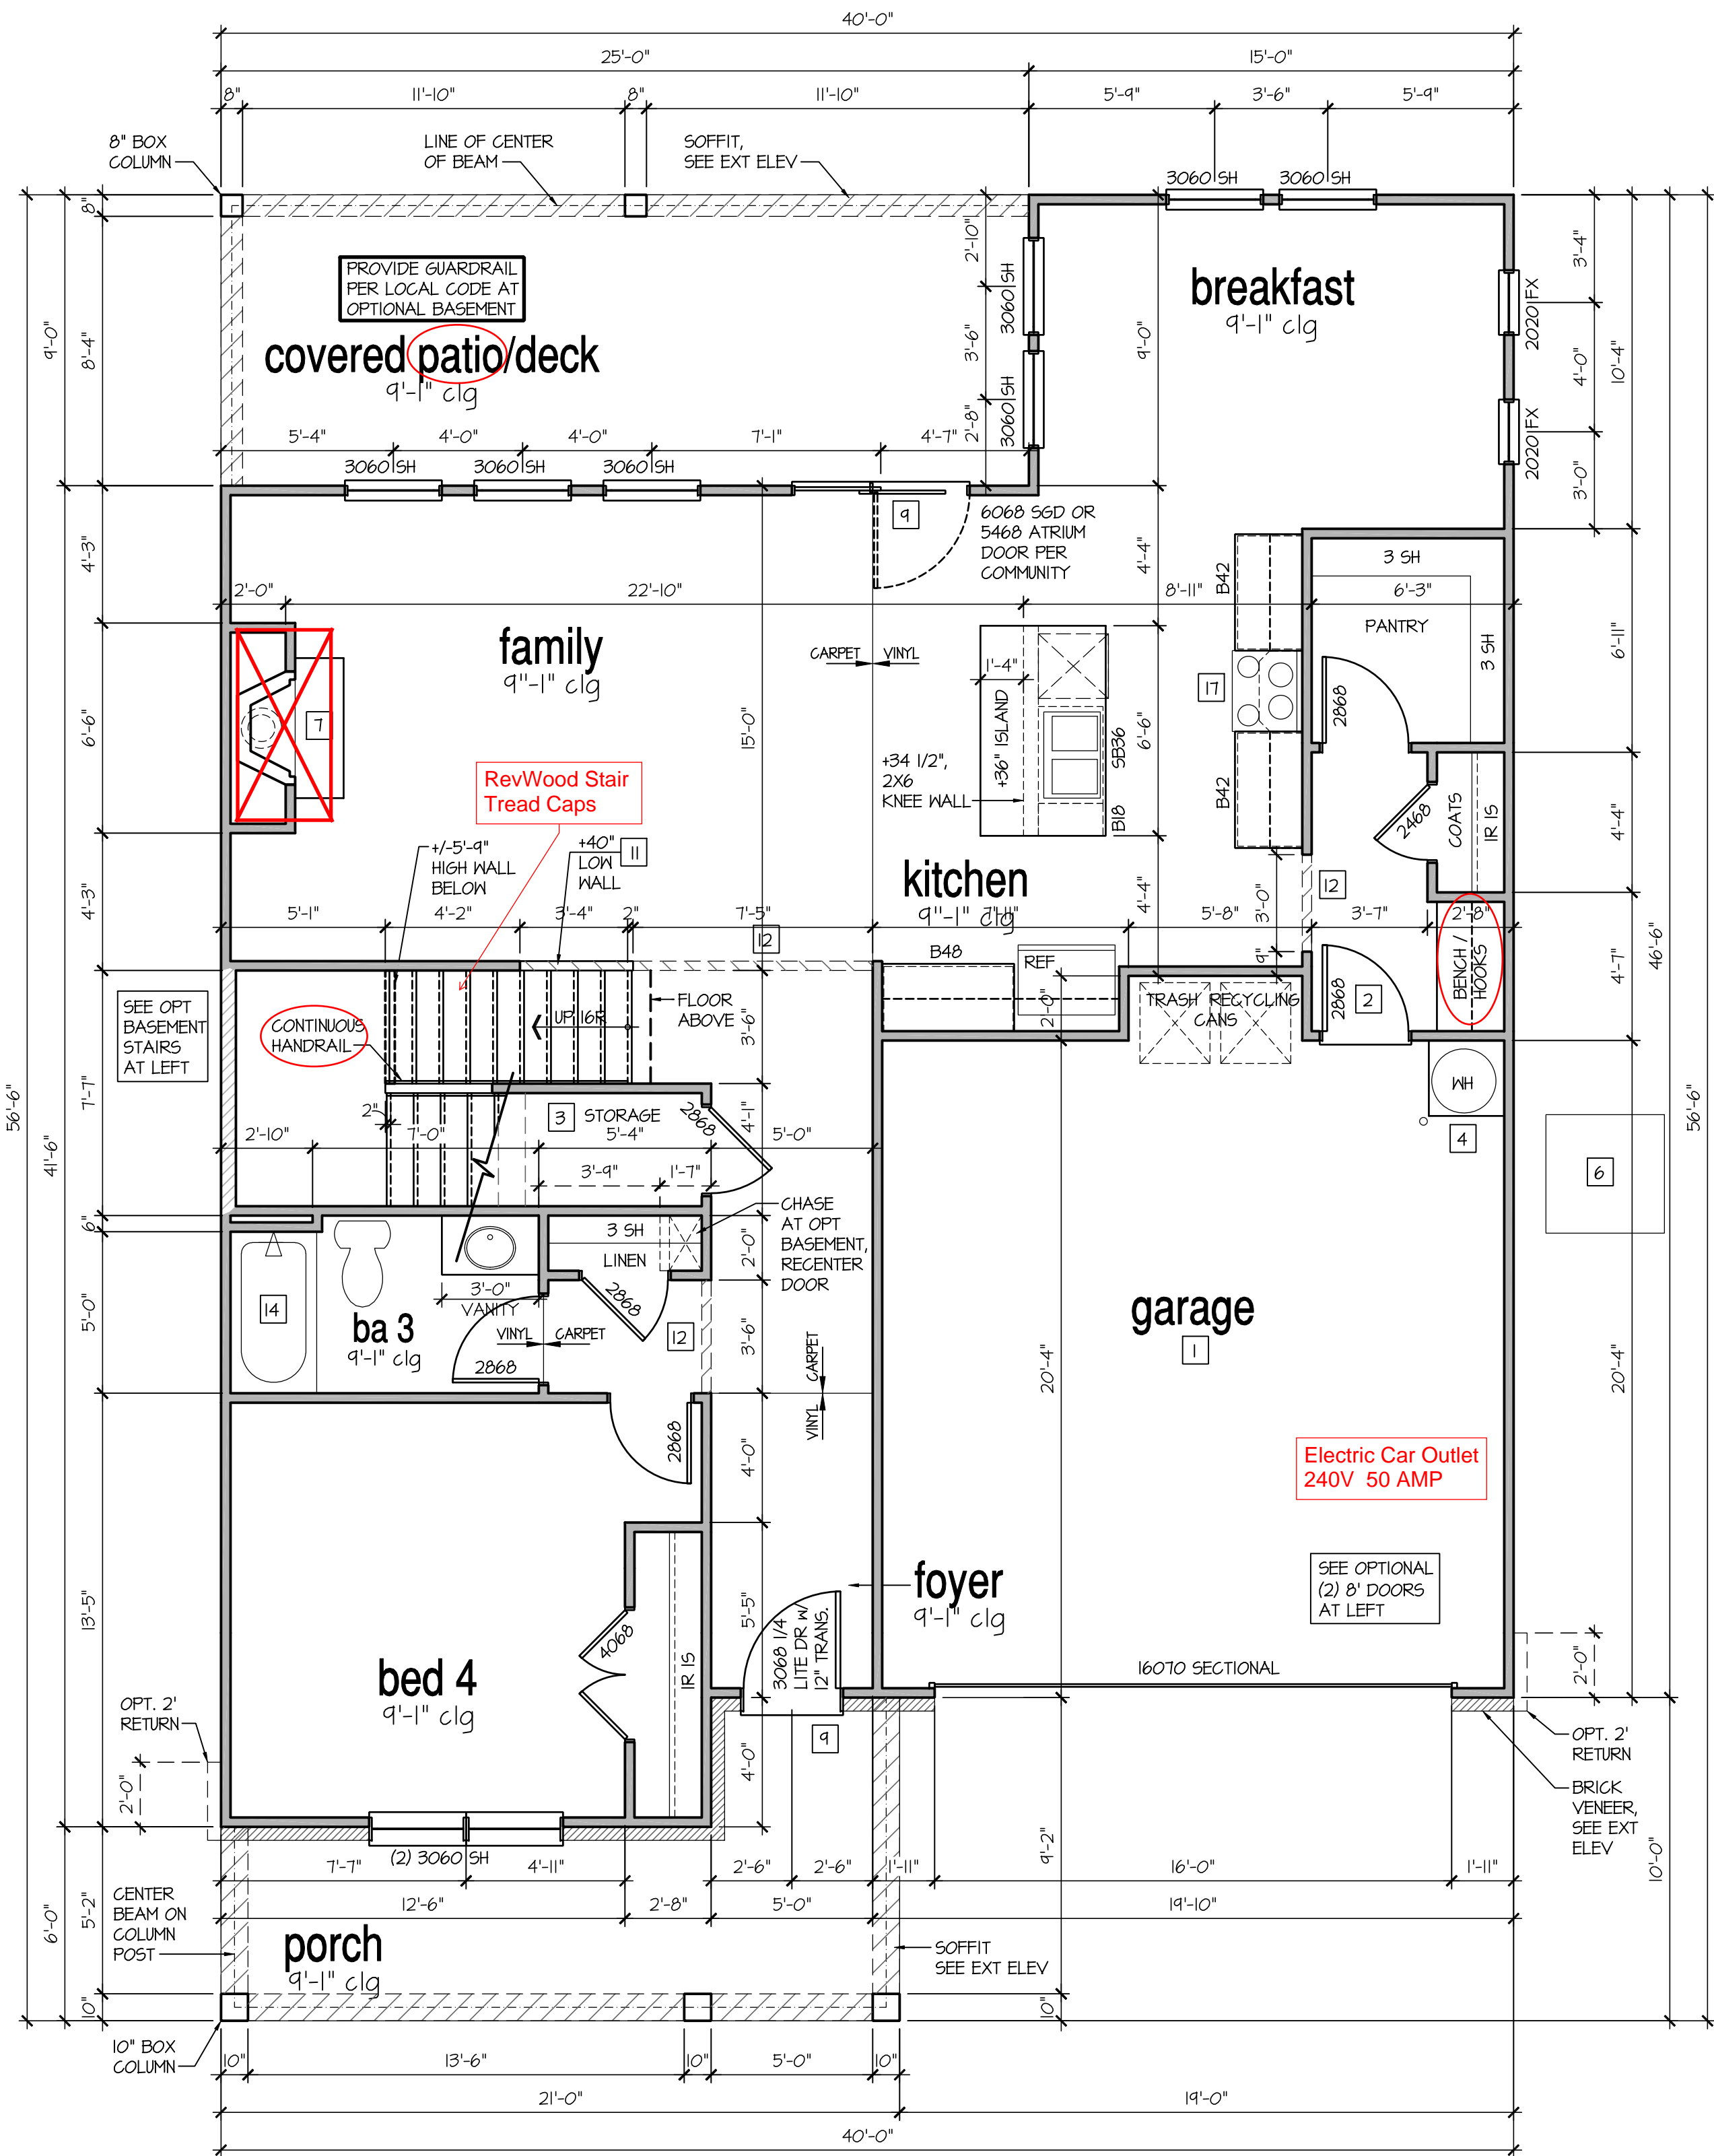 40'-0"
25'-0"
15'-0"
8"
11'-10"
8"
11'-10"
5'-9"
3'-6"
5'-9"
8" BOX
COLUMN
LINE OF CENTER
OF BEAM
SOFFIT,
SEE EXT ELEV
3060 SH
3060 SH
8"
2'-10"
3'-4"
PROVIDE GUARDRAIL
PER LOCAL CODE AT
OPTIONAL BASEMENT
3060 SH
breakfast
9'-1" clg
2020 FX
9'-0"
8'-4"
covered patio/deck
9'-1" clg
3'-6"
9'-0"
4'-0"
10'-4"
3060 SH
2'-8"
2020 FX
5'-4"
4'-0"
4'-0"
7'-1"
4'-7"
3060 SH
3060 SH
3060 SH
3'-0"
9
6068 SGD OR
5468 ATRIUM
DOOR PER
COMMUNITY
4'-3"
4'-4"
3 SH
2'-0"
22'-10"
8'-11"
B42
6'-3"
PANTRY
family
9"-1" clg
CARPET
VINYL
3 SH
6'-11"
1'-4"
17
2868
7
6'-6"
15'-0"
+36" ISLAND
SB36
6'-6"
RevWood Stair
Tread Caps
+34 1/2",
2X6
KNEE WALL
B18
B42
2468
COATS
1R 1S
4'-4"
+/-5'-9"
HIGH WALL
BELOW
+40"
LOW
WALL
11
kitchen
9"-1" clg
12
4'-3"
4'-4"
3'-0"
5'-1"
4'-2"
3'-4"
2"
7'-5"
7'-11"
5'-8"
3'-7"
2'-8"
12
B48
REF
9"
BENCH /
HOOKS
4'-7"
46'-6"
SEE OPT
BASEMENT
STAIRS
AT LEFT
CONTINUOUS
HANDRAIL
UP 16R
FLOOR
ABOVE
3'-6"
2'-0"
TRASH RECYCLING
CANS
2868
2
WH
56'-6"
41'-6"
7'-7"
2"
3
STORAGE
2868
4'-1"
4
56'-6"
2'-10"
7'-0"
5'-4"
5'-0"
3'-9"
1'-7"
6
CHASE
AT OPT
BASEMENT,
RECENTER
DOOR
6"
3 SH
LINEN
2'-0"
14
3'-0"
VANITY
2868
ba 3
9'-1" clg
5'-0"
VINYL
CARPET
12
3'-6"
garage
1
2868
CARPET
VINYL
20'-4"
20'-4"
2868
4'-0"
Electric Car Outlet
240V 50 AMP
foyer
9'-1" clg
SEE OPTIONAL
(2) 8' DOORS
AT LEFT
13'-5"
4068
5'-5"
3068 1/4
LITE DR W/
12" TRANS.
bed 4
9'-1" clg
1R 1S
16070 SECTIONAL
2'-0"
OPT. 2'
RETURN
9
4'-0"
OPT. 2'
RETURN
2'-0"
BRICK
VENEER,
SEE EXT
ELEV
(2) 3060 SH
9'-2"
10'-0"
7'-7"
4'-11"
2'-6"
2'-6"
1'-11"
16'-0"
1'-11"
CENTER
BEAM ON
COLUMN
POST
12'-6"
2'-8"
5'-0"
19'-10"
6'-0"
5'-2"
porch
9'-1" clg
SOFFIT
SEE EXT ELEV
10"
10"
10" BOX
COLUMN
10"
13'-6"
10"
5'-0"
10"
21'-0"
19'-0"
40'-0"